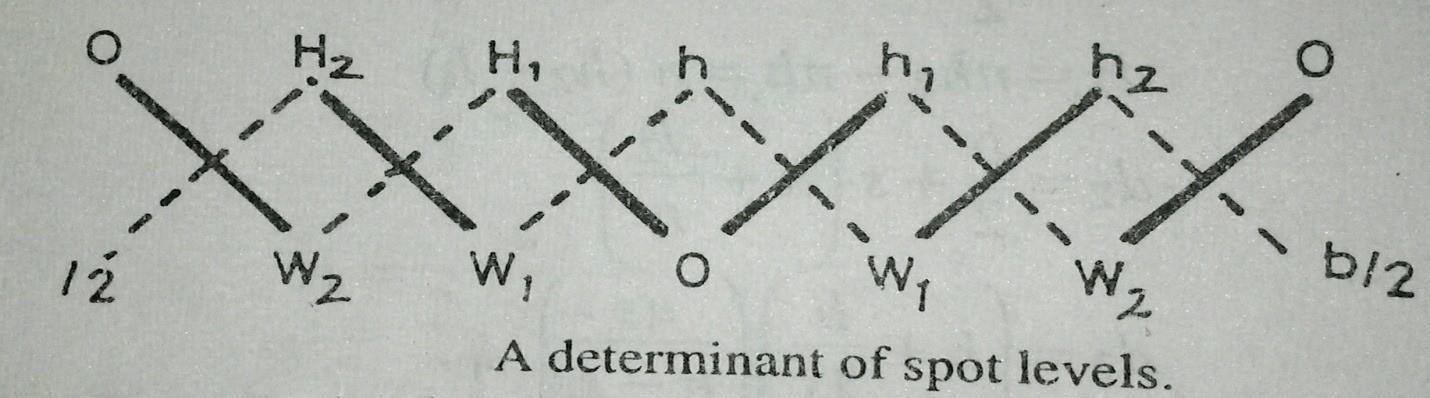 O H₂ H₁ h h₁ h₂ O
/2 W₂ W₁ O W₁ W₂ b/2
A determinant of spot levels.